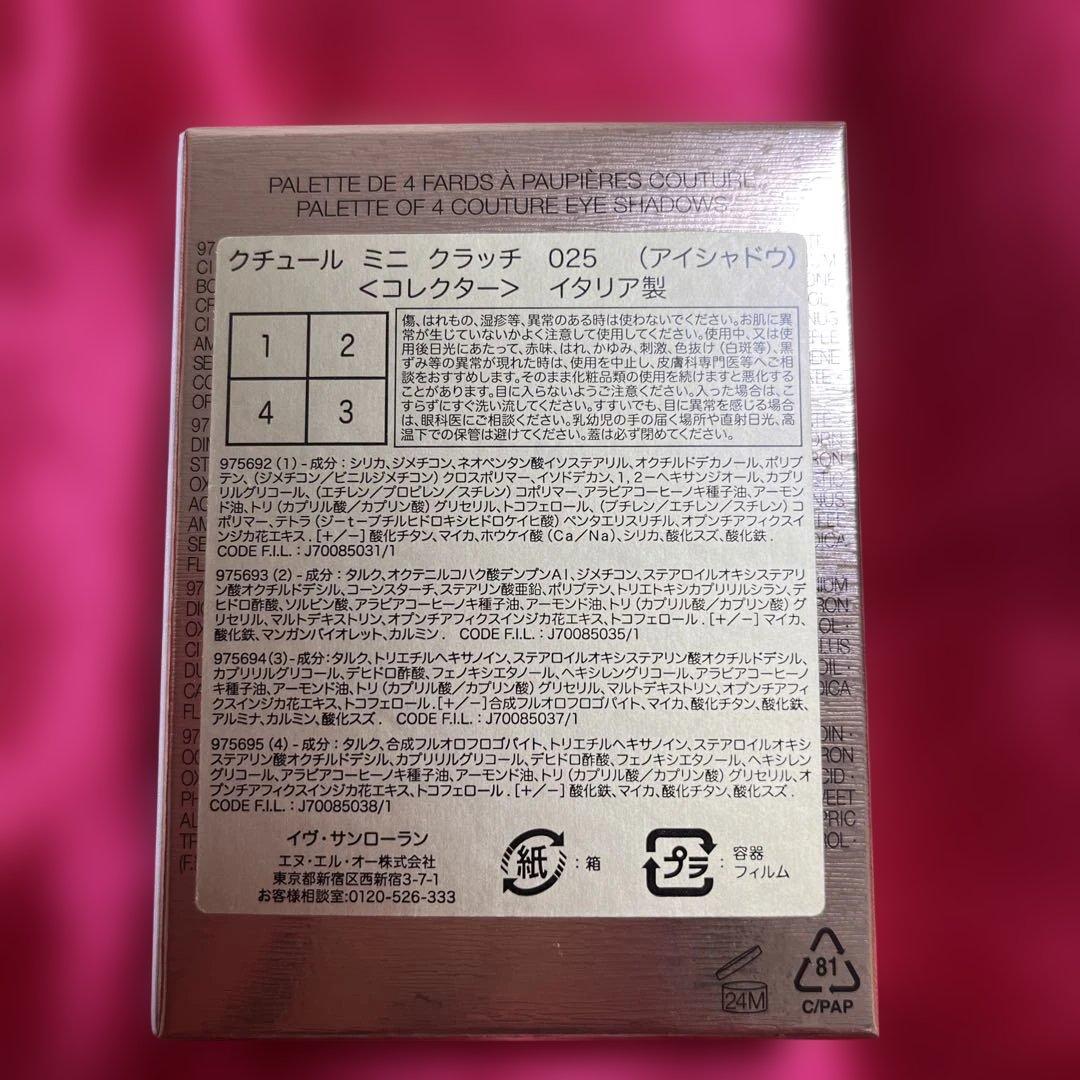 PALETTE DE 4 FARDS À PAUPIÈRES COUTURE
PALETTE OF 4 COUTURE EYE SHADOWS
クチュール ミニ クラッチ 025 （アイシャドウ）
＜コレクター＞ イタリア製
1 2
4 3
傷、はれもの、湿疹等、異常のある時は使わないでください。お肌に異
常が生じていないかよく注意して使用してください。使用中、又は使
用後日光にあたって、赤味、はれ、かゆみ、刺激、色抜け（白斑等）、黒
ずみ等の異常が現れた時は、使用を中止し、皮膚科専門医等へご相
談をおすすめします。そのまま化粧品類の使用を続けますと悪化する
ことがあります。目に入らないようご注意ください。入った場合は、こ
すらずにすぐ洗い流してください。すすいでも、目に異常を感じる場合
は、眼科医にご相談ください。乳幼児の手の届く場所や直射日光、高
温下での保管は避けてください。蓋は必ず閉めてください。
975692 (1) - 成分：シリカ、ジメチコン、ネオペンタン酸イソステアリル、オクチルドデカノール、ポリブ
テン、（ジメチコン／ビニルジメチコン）クロスポリマー、イソドデカン、1，2－ヘキサンジオール、カプリ
リルグリコール、（エチレン／プロピレン／スチレン）コポリマー、アラビアコーヒーノキ種子油、アーモン
ド油、トリ（カプリル酸／カプリン酸）グリセリル、トコフェロール、（ブチレン／エチレン／スチレン）コ
ポリマー、テトラ（ジーｔーブチルヒドロキシヒドロケイヒ酸）ペンタエリスリチル、オプンチアフィクスイ
ンジカ花エキス．[＋/－] 酸化チタン、マイカ、ホウケイ酸（Ca／Na）、シリカ、酸化スズ、酸化鉄．
CODE F.I.L.：J70085031/1
975693 (2) - 成分：タルク、オクテニルコハク酸デンプンAl、ジメチコン、ステアロイルオキシステアリ
ン酸オクチルドデシル、コーンスターチ、ステアリン酸亜鉛、ポリブテン、トリエトキシカプリリルシラン、デ
ヒドロ酢酸、ソルビン酸、アラビアコーヒーノキ種子油、アーモンド油、トリ（カプリル酸／カプリン酸）グ
リセリル、マルトデキストリン、オプンチアフィクスインジカ花エキス、トコフェロール．[＋/－] マイカ、
酸化鉄、マンガンバイオレット、カルミン． CODE F.I.L.：J70085035/1
975694(3)-成分：タルク、トリエチルヘキサノイン、ステアロイルオキシステアリン酸オクチルドデシル、
カプリリルグリコール、デヒドロ酢酸、フェノキシエタノール、ヘキシレングリコール、アラビアコーヒー
ノキ種子油、アーモンド油、トリ（カプリル酸／カプリン酸）グリセリル、マルトデキストリン、オプンチアフィ
クスインジカ花エキス、トコフェロール．[＋/－]合成フルオロフロゴパイト、マイカ、酸化チタン、酸化鉄、
アルミナ、カルミン、酸化スズ． CODE F.I.L.：J70085037/1
975695 (4) - 成分：タルク、合成フルオロフロゴパイト、トリエチルヘキサノイン、ステアロイルオキシ
ステアリン酸オクチルドデシル、カプリリルグリコール、デヒドロ酢酸、フェノキシエタノール、ヘキシレン
グリコール、アラビアコーヒーノキ種子油、アーモンド油、トリ（カプリル酸／カプリン酸）グリセリル、オ
プンチアフィクスインジカ花エキス、トコフェロール．[＋/－] 酸化鉄、マイカ、酸化チタン、酸化スズ．
CODE F.I.L.：J70085038/1
イヴ・サンローラン
エヌ・エル・オー株式会社
東京都新宿区西新宿3-7-1
お客様相談室：0120-526-333
紙：箱
プラ：容器
フィルム
24M
81
C/PAP